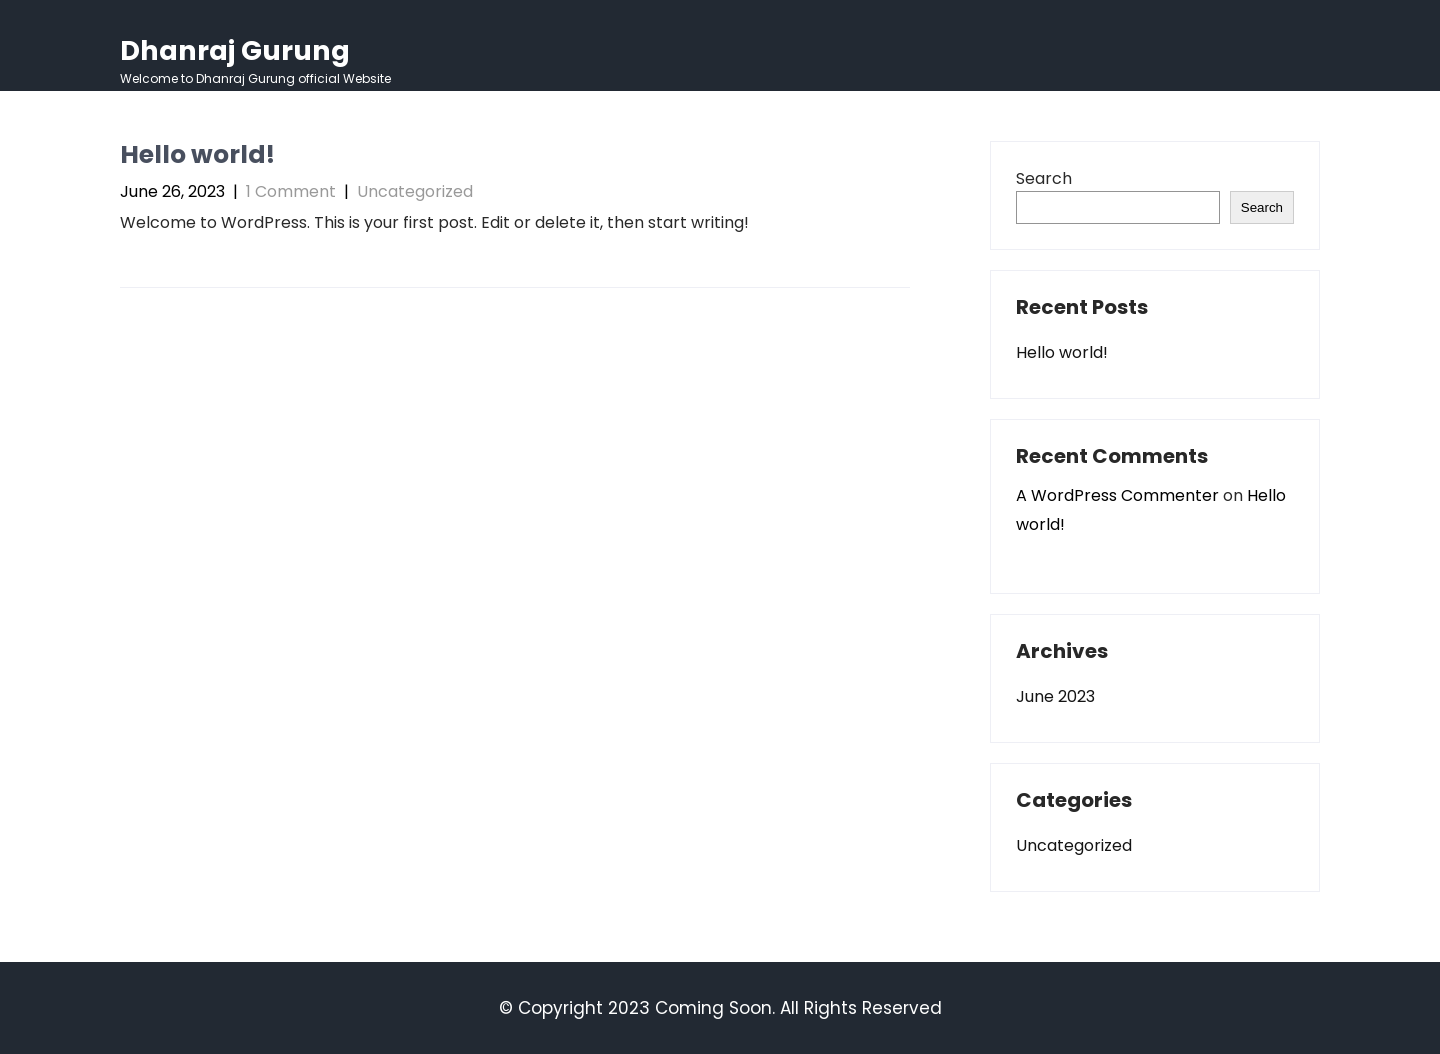 Dhanraj Gurung
Welcome to Dhanraj Gurung official Website
Hello world!
June 26, 2023 | 1 Comment | Uncategorized
Welcome to WordPress. This is your first post. Edit or delete it, then start writing!
Search
Search
Recent Posts
Hello world!
Recent Comments
A WordPress Commenter on Hello
world!
Archives
June 2023
Categories
Uncategorized
© Copyright 2023 Coming Soon. All Rights Reserved